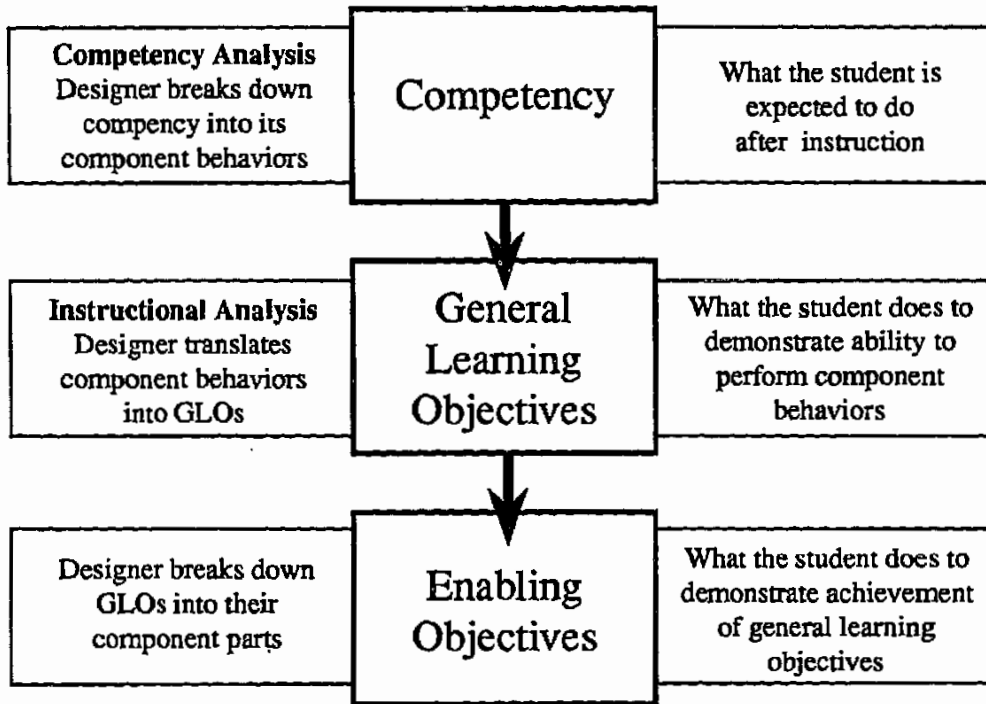 Competency Analysis
Designer breaks down
compency into its
component behaviors
Competency
What the student is
expected to do
after instruction
Instructional Analysis
Designer translates
component behaviors
into GLOs
General
Learning
Objectives
What the student does to
demonstrate ability to
perform component
behaviors
Designer breaks down
GLOs into their
component parts
Enabling
Objectives
What the student does to
demonstrate achievement
of general learning
objectives